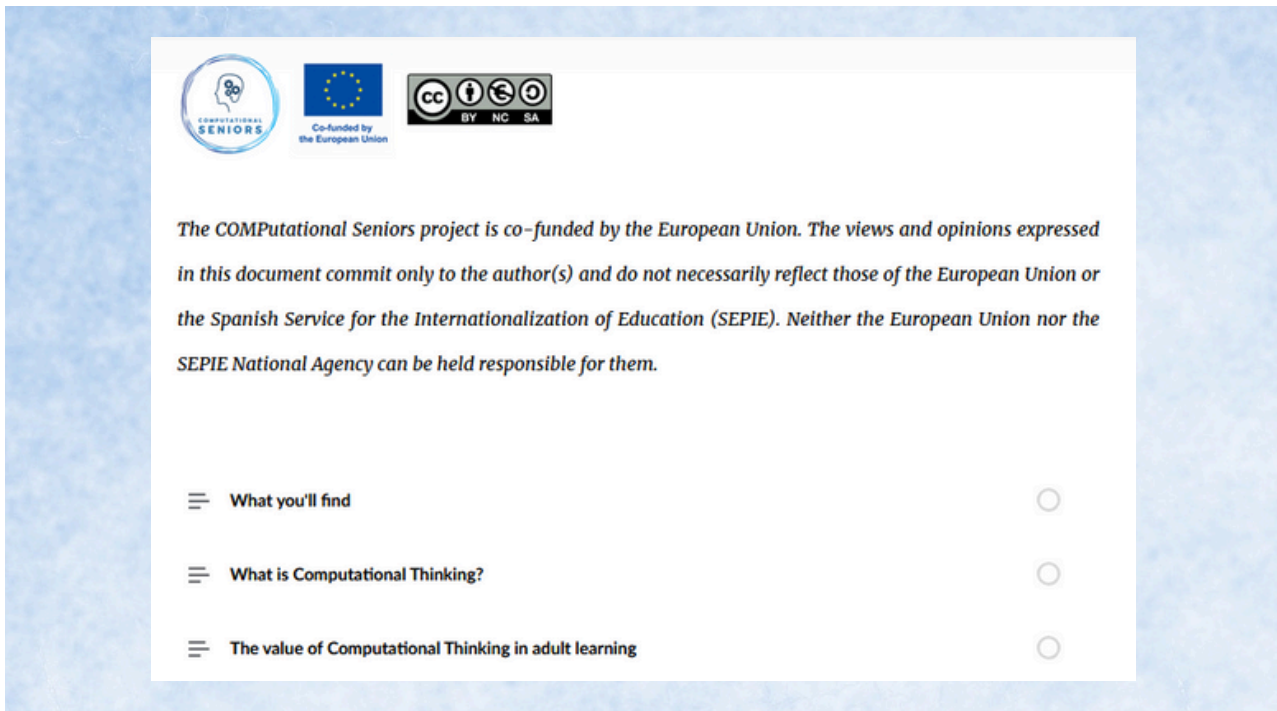 COMPUTATIONAL
SENIORS
Co-funded by
the European Union
cc
BY NC SA
The COMPutational Seniors project is co-funded by the European Union. The views and opinions expressed
in this document commit only to the author(s) and do not necessarily reflect those of the European Union or
the Spanish Service for the Internationalization of Education (SEPIE). Neither the European Union nor the
SEPIE National Agency can be held responsible for them.
What you'll find
What is Computational Thinking?
The value of Computational Thinking in adult learning